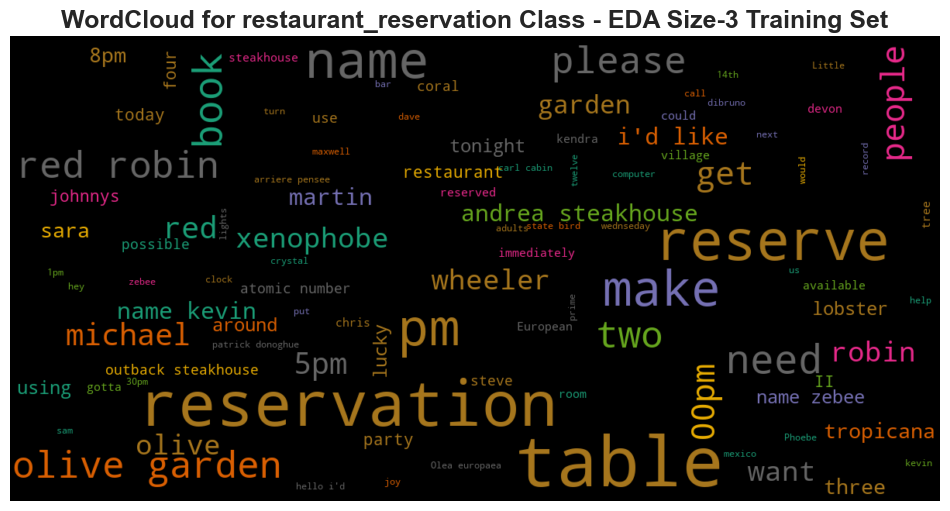 WordCloud for restaurant_reservation Class - EDA Size-3 Training Set
8pm
four
book
steakhouse
name
bar
coral
please
14th
Little
people
today
turn
use
dave
call
dibruno
garden
could
devon
i'd like
next
tonight
kendra
maxwell
village
red robin
arriere pensee
restaurant
carl cabin
twelve
computer
get
would
record
johnnys
martin
reserved
sara
red
lights
xenophobe
andrea steakhouse
adults
state bird
wednseday
reserve
tree
possible
crystal
immediately
1pm
hey
zebee
clock
atomic number
wheeler
make
us
available
help
name kevin
put
prime
lobster
michael
around
chris
lucky
pm
European
two
patrick donoghue
5pm
need
robin
outback steakhouse
using
gotta
30pm
steve
room
00pm
II
name zebee
reservation
sam
olive
party
table
Phoebe
tropicana
olive garden
Olea europaea
mexico
want
kevin
hello i'd
joy
three